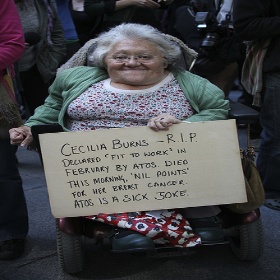 CECILIA BURNS - R.I.P.
DECLARED "FIT TO WORK" IN
FEBRUARY BY ATOS DIED
THIS MORNING. 'NIL POINTS'
FOR HER BREAST CANCER.
ATOS IS A SICK JOKE.